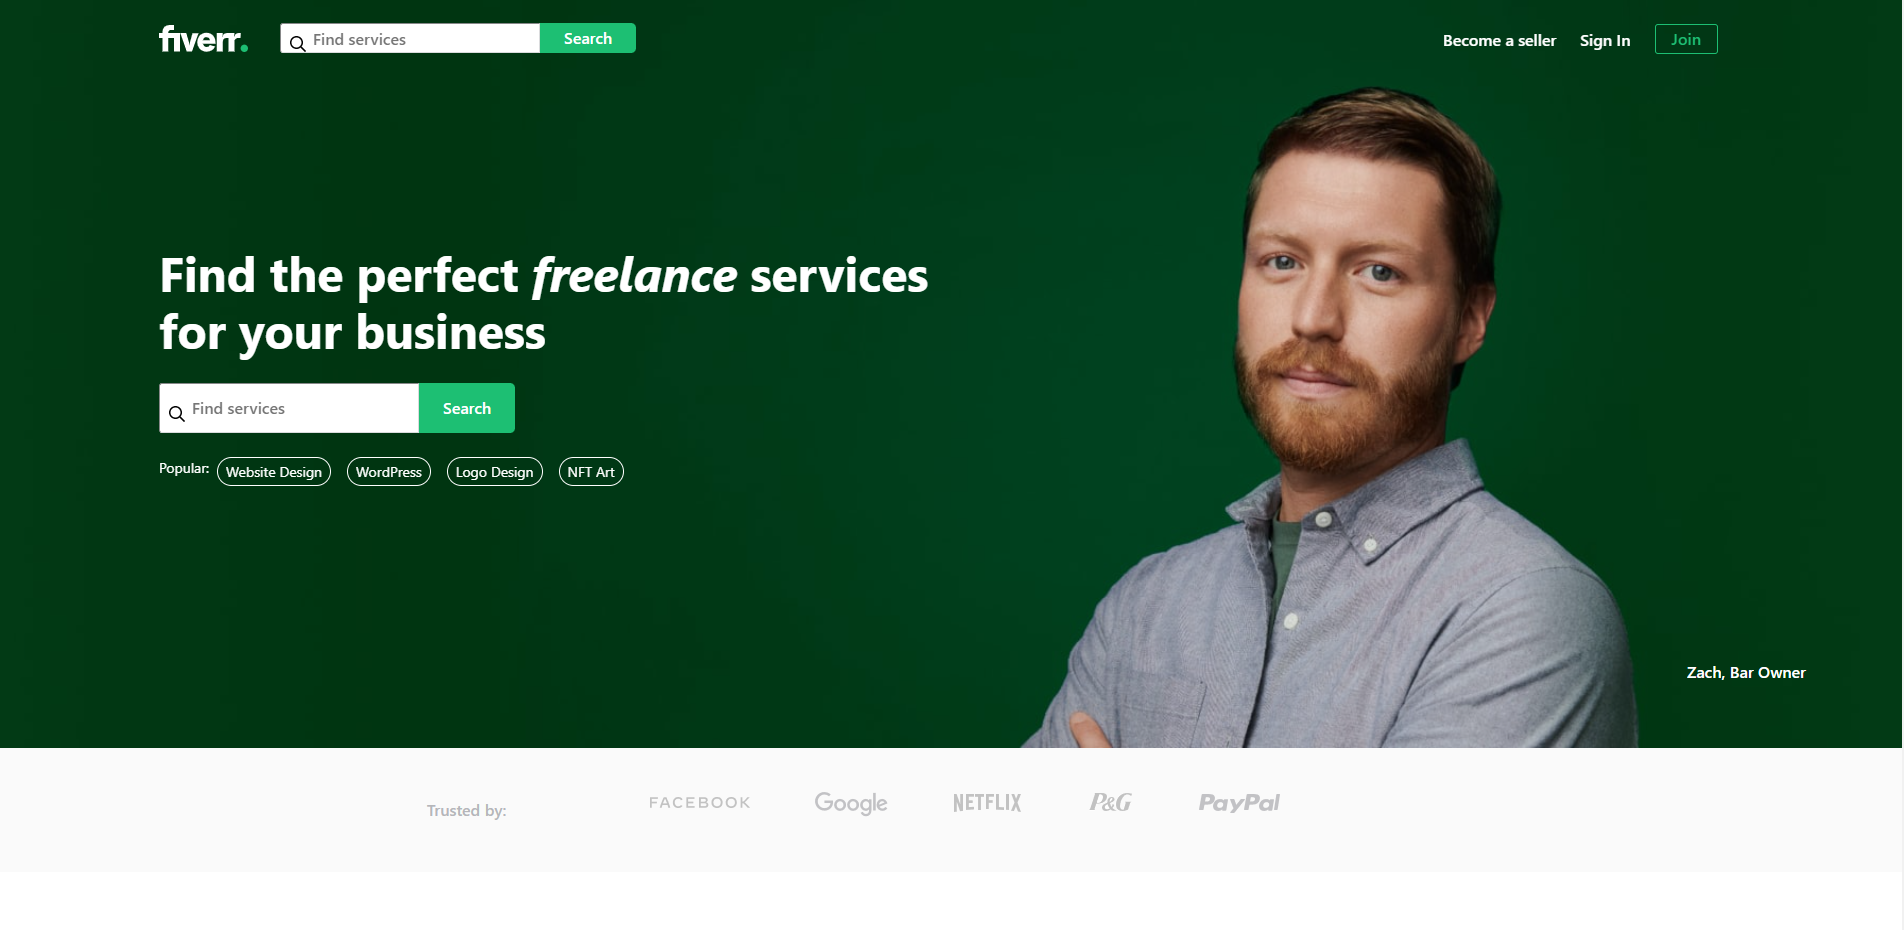 fiverr.
Find services
Search
Become a seller
Sign In
Join
Find the perfect freelance services
for your business
Find services
Search
Popular:
Website Design
WordPress
Logo Design
NFT Art
Zach, Bar Owner
Trusted by:
FACEBOOK
Google
NETFLIX
P&G
PayPal